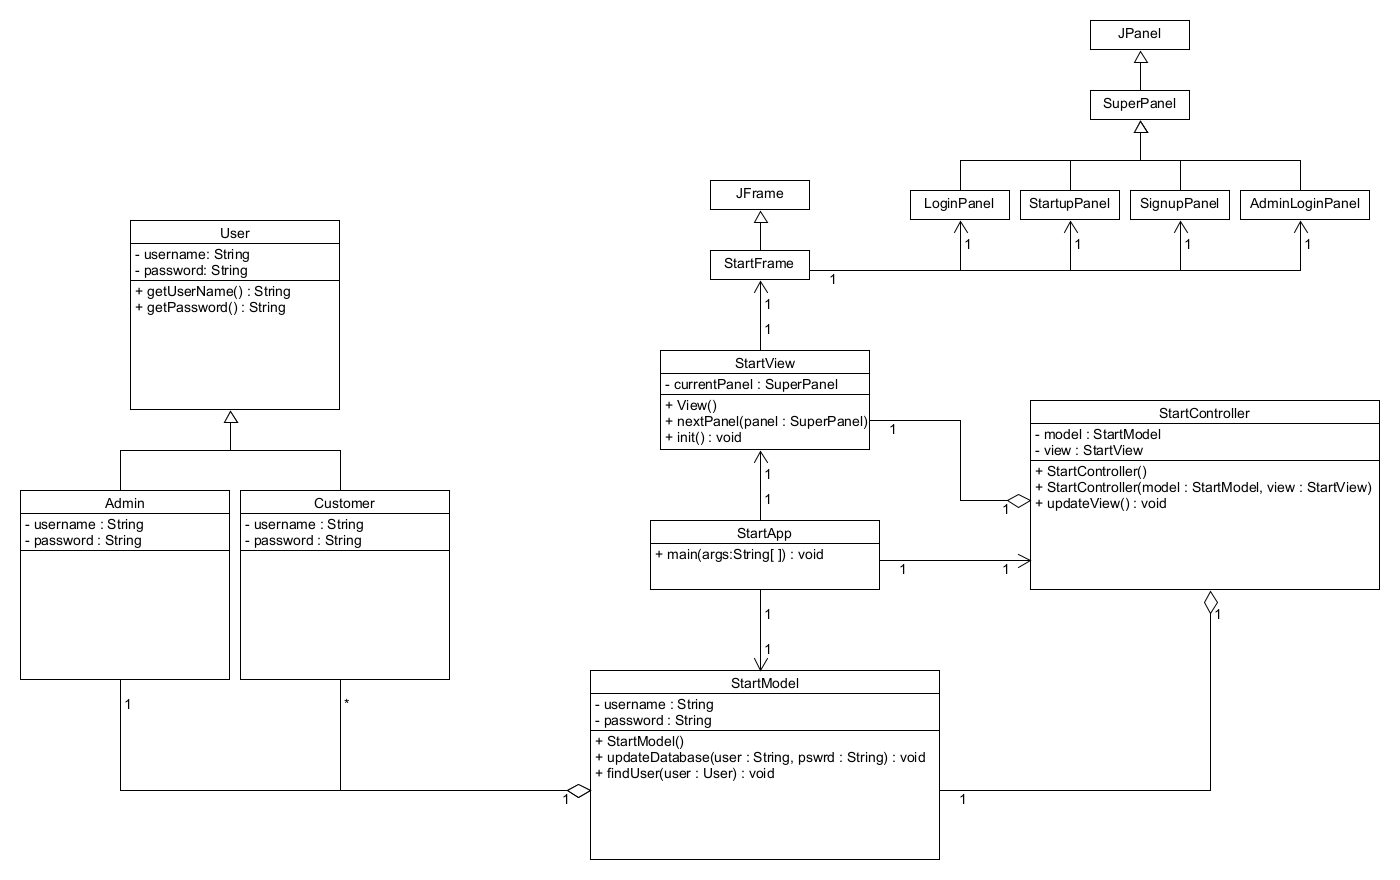 JPanel
SuperPanel
JFrame
LoginPanel
StartupPanel
SignupPanel
AdminLoginPanel
1
1
1
1
StartFrame
1
User
- username: String
- password: String
+ getUserName() : String
+ getPassword() : String
1
1
StartView
- currentPanel : SuperPanel
+ View()
+ nextPanel(panel : SuperPanel)
+ init() : void
1
StartController
- model : StartModel
- view : StartView
+ StartController()
+ StartController(model : StartModel, view : StartView)
+ updateView() : void
1
1
1
Admin
- username : String
- password : String
Customer
- username : String
- password : String
StartApp
+ main(args:String[ ]) : void
1
1
1
1
1
StartModel
- username : String
- password : String
+ StartModel()
+ updateDatabase(user : String, pswrd : String) : void
+ findUser(user : User) : void
1
*
1
1